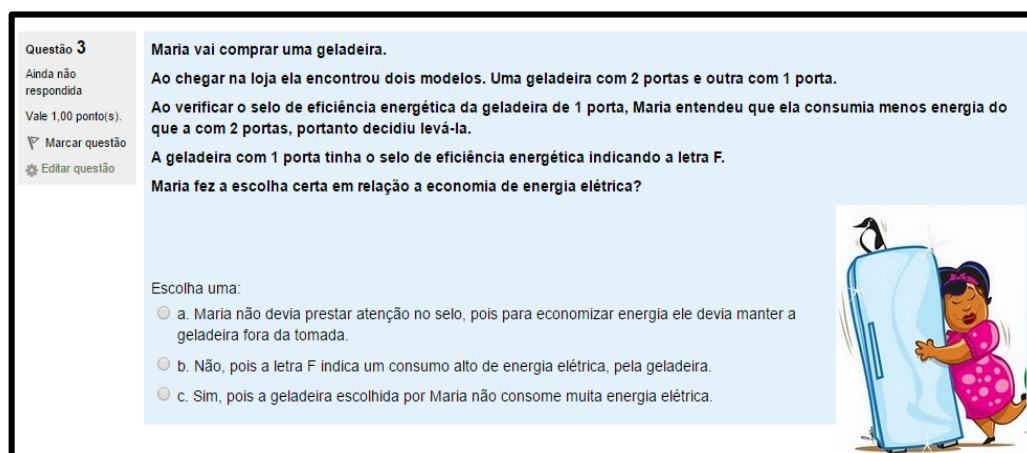 Questão 3
Ainda não
respondida
Vale 1,00 ponto(s).
Marcar questão
Editar questão
Maria vai comprar uma geladeira.
Ao chegar na loja ela encontrou dois modelos. Uma geladeira com 2 portas e outra com 1 porta.
Ao verificar o selo de eficiência energética da geladeira de 1 porta, Maria entendeu que ela consumia menos energia do
que a com 2 portas, portanto decidiu levá-la.
A geladeira com 1 porta tinha o selo de eficiência energética indicando a letra F.
Maria fez a escolha certa em relação a economia de energia elétrica?
Escolha uma:
a. Maria não devia prestar atenção no selo, pois para economizar energia ele devia manter a
geladeira fora da tomada.
b. Não, pois a letra F indica um consumo alto de energia elétrica, pela geladeira.
c. Sim, pois a geladeira escolhida por Maria não consome muita energia elétrica.